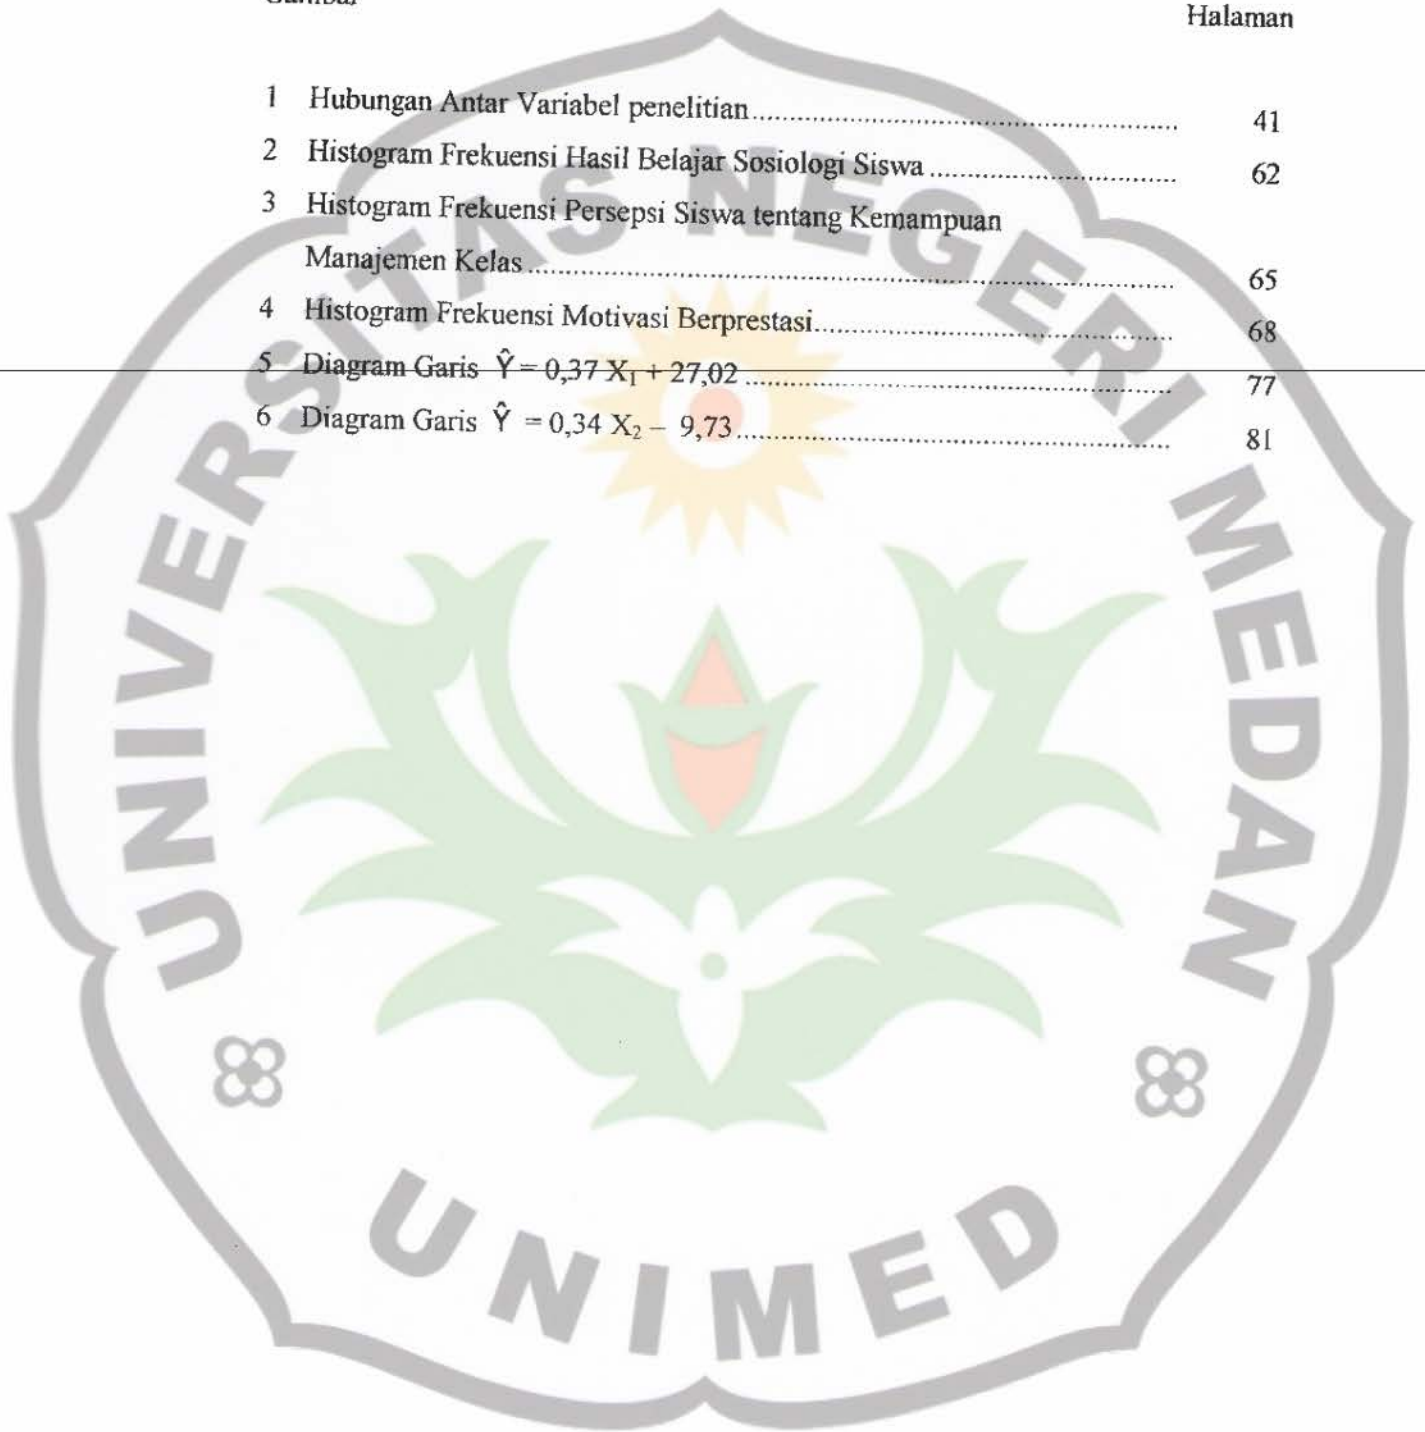 Gambar
Halaman
1 Hubungan Antar Variabel penelitian.......... 41
2 Histogram Frekuensi Hasil Belajar Sosiologi Siswa .......... 62
3 Histogram Frekuensi Persepsi Siswa tentang Kemampuan
Manajemen Kelas .......... 65
4 Histogram Frekuensi Motivasi Berprestasi.......... 68
5 Diagram Garis Ŷ = 0,37 X₁ + 27,02 .......... 77
6 Diagram Garis Ŷ = 0,34 X₂ – 9,73 .......... 81
UNIVERSITAS NEGERI MEDAN
UNIMED